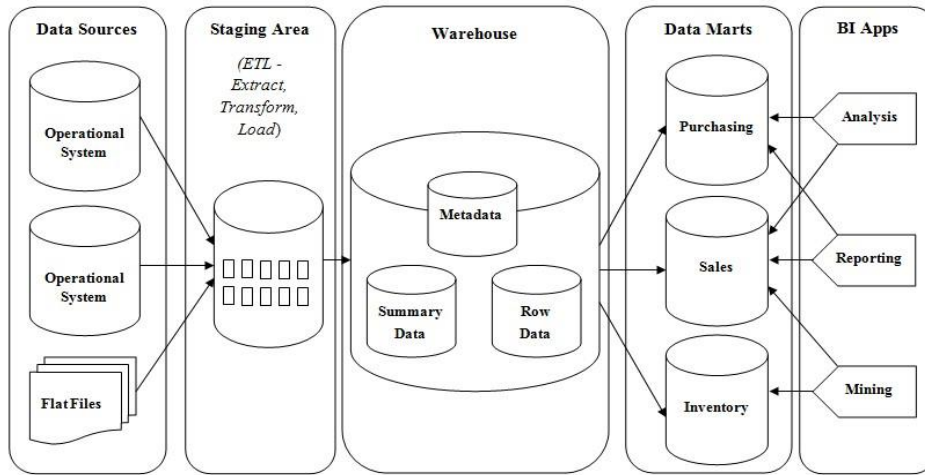 Data Sources
Operational
System
Operational
System
Flat Files
Staging Area
(ETL -
Extract,
Transform,
Load)
Warehouse
Metadata
Summary
Data
Row
Data
Data Marts
Purchasing
Sales
Inventory
BI Apps
Analysis
Reporting
Mining